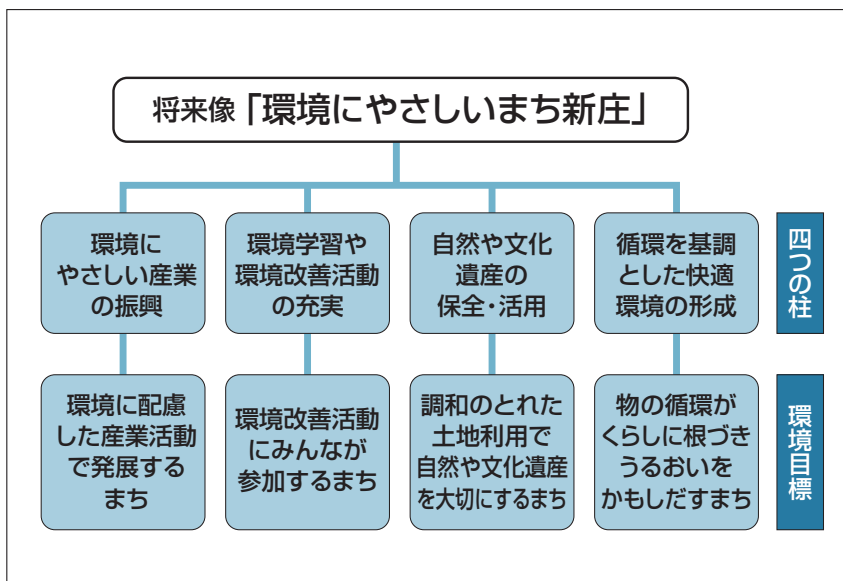 将来像「環境にやさしいまち新庄」
環境に
やさしい産業
の振興
環境学習や
環境改善活動
の充実
自然や文化
遺産の
保全・活用
循環を基調
とした快適
環境の形成
四つの柱
環境に配慮
した産業活動
で発展する
まち
環境改善活動
にみんなが
参加するまち
調和のとれた
土地利用で
自然や文化遺産
を大切にするまち
物の循環が
くらしに根づき
うるおいを
かもしだすまち
環境目標